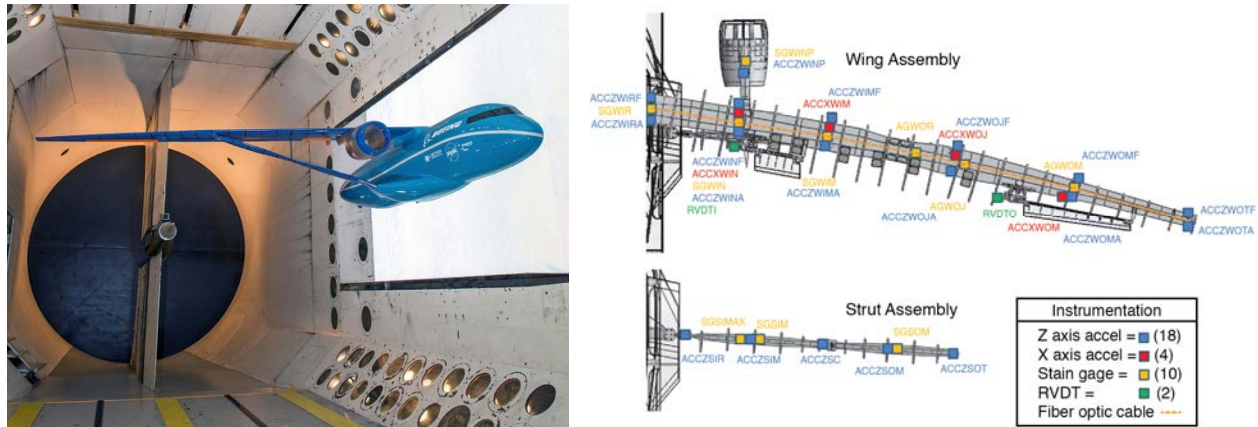 BOEING
NASA
Wing Assembly
SGWINP
ACCZWINP
ACCZWIRF
SGWIR
ACCZWIRA
ACCXWIM
ACCZWIMF
AGWOR
ACCZWOJF
ACCXWOJ
AGWOM
ACCZWOMF
ACCZWINF
ACCXWIN
SGWIN
ACCZWINA
RVDTI
SGWIM
ACCZWIMA
ACCZWOJA
AGWOJ
RVDTO
ACCXWOM
ACCZWOMA
ACCZWOTF
ACCZWOTA
Strut Assembly
SGSIMAX
SGSIM
SGSOM
ACCZSIR
ACCZSIM
ACCZSC
ACCZSOM
ACCZSOT
Instrumentation
Z axis accel = (18)
X axis accel = (4)
Stain gage = (10)
RVDT = (2)
Fiber optic cable